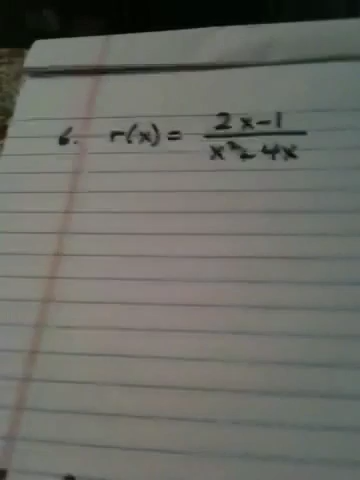 6. r(x) = (2x-1)/(x²-4x)